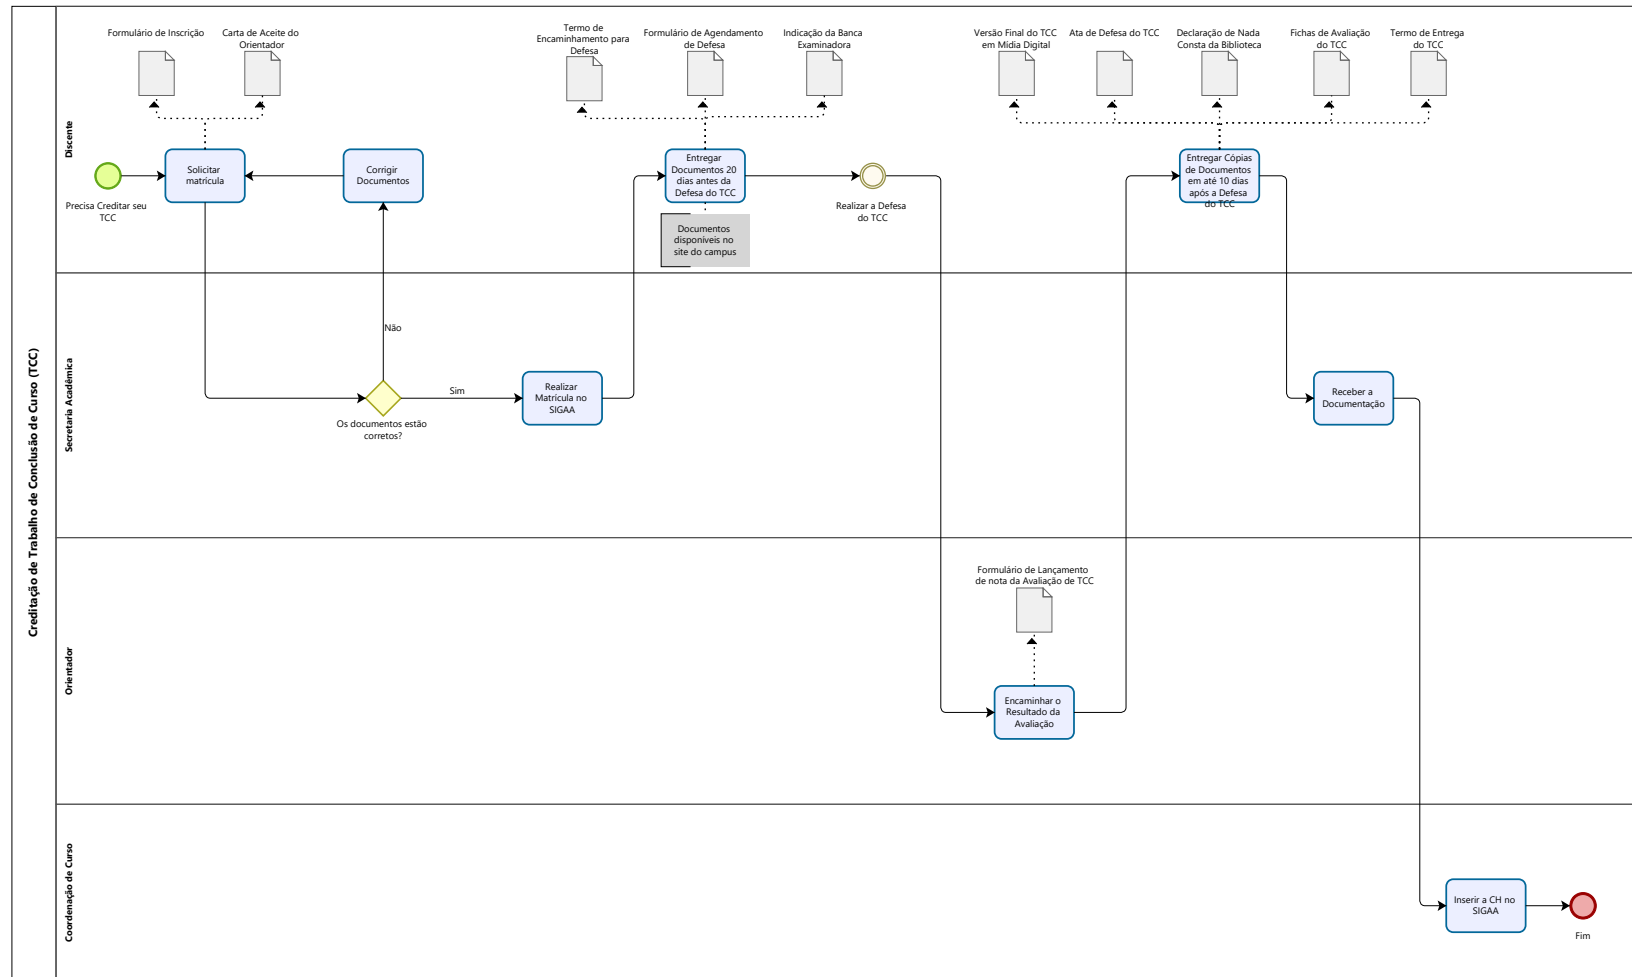 Creditação de Trabalho de Conclusão de Curso (TCC)
Discente
Formulário de Inscrição
Carta de Aceite do
Orientador
Termo de
Encaminhamento para
Defesa
Formulário de Agendamento
de Defesa
Indicação da Banca
Examinadora
Versão Final do TCC
em Mídia Digital
Ata de Defesa do TCC
Declaração de Nada
Consta da Biblioteca
Fichas de Avaliação
do TCC
Termo de Entrega
do TCC
Precisa Creditar seu
TCC
Solicitar
matrícula
Corrigir
Documentos
Entregar
Documentos 20
dias antes da
Defesa do TCC
Documentos
disponíveis no
site do campus
Realizar a Defesa
do TCC
Entregar Cópias
de Documentos
em até 10 dias
após a Defesa
do TCC
Secretaria Acadêmica
Não
Sim
Os documentos estão
corretos?
Realizar
Matrícula no
SIGAA
Receber a
Documentação
Orientador
Formulário de Lançamento
de nota da Avaliação de TCC
Encaminhar o
Resultado da
Avaliação
Coordenação de Curso
Inserir a CH no
SIGAA
Fim